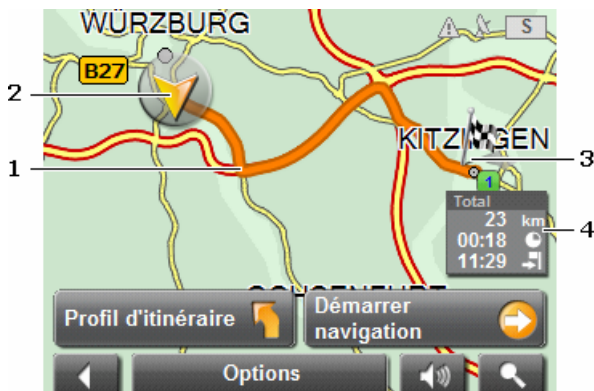 WÜRZBURG
S
B27
2
KITZINGEN
3
1
1
Total
23 km
4
00:18
11:29
OCHSENFURT
Profil d'itinéraire
Démarrer
navigation
Options